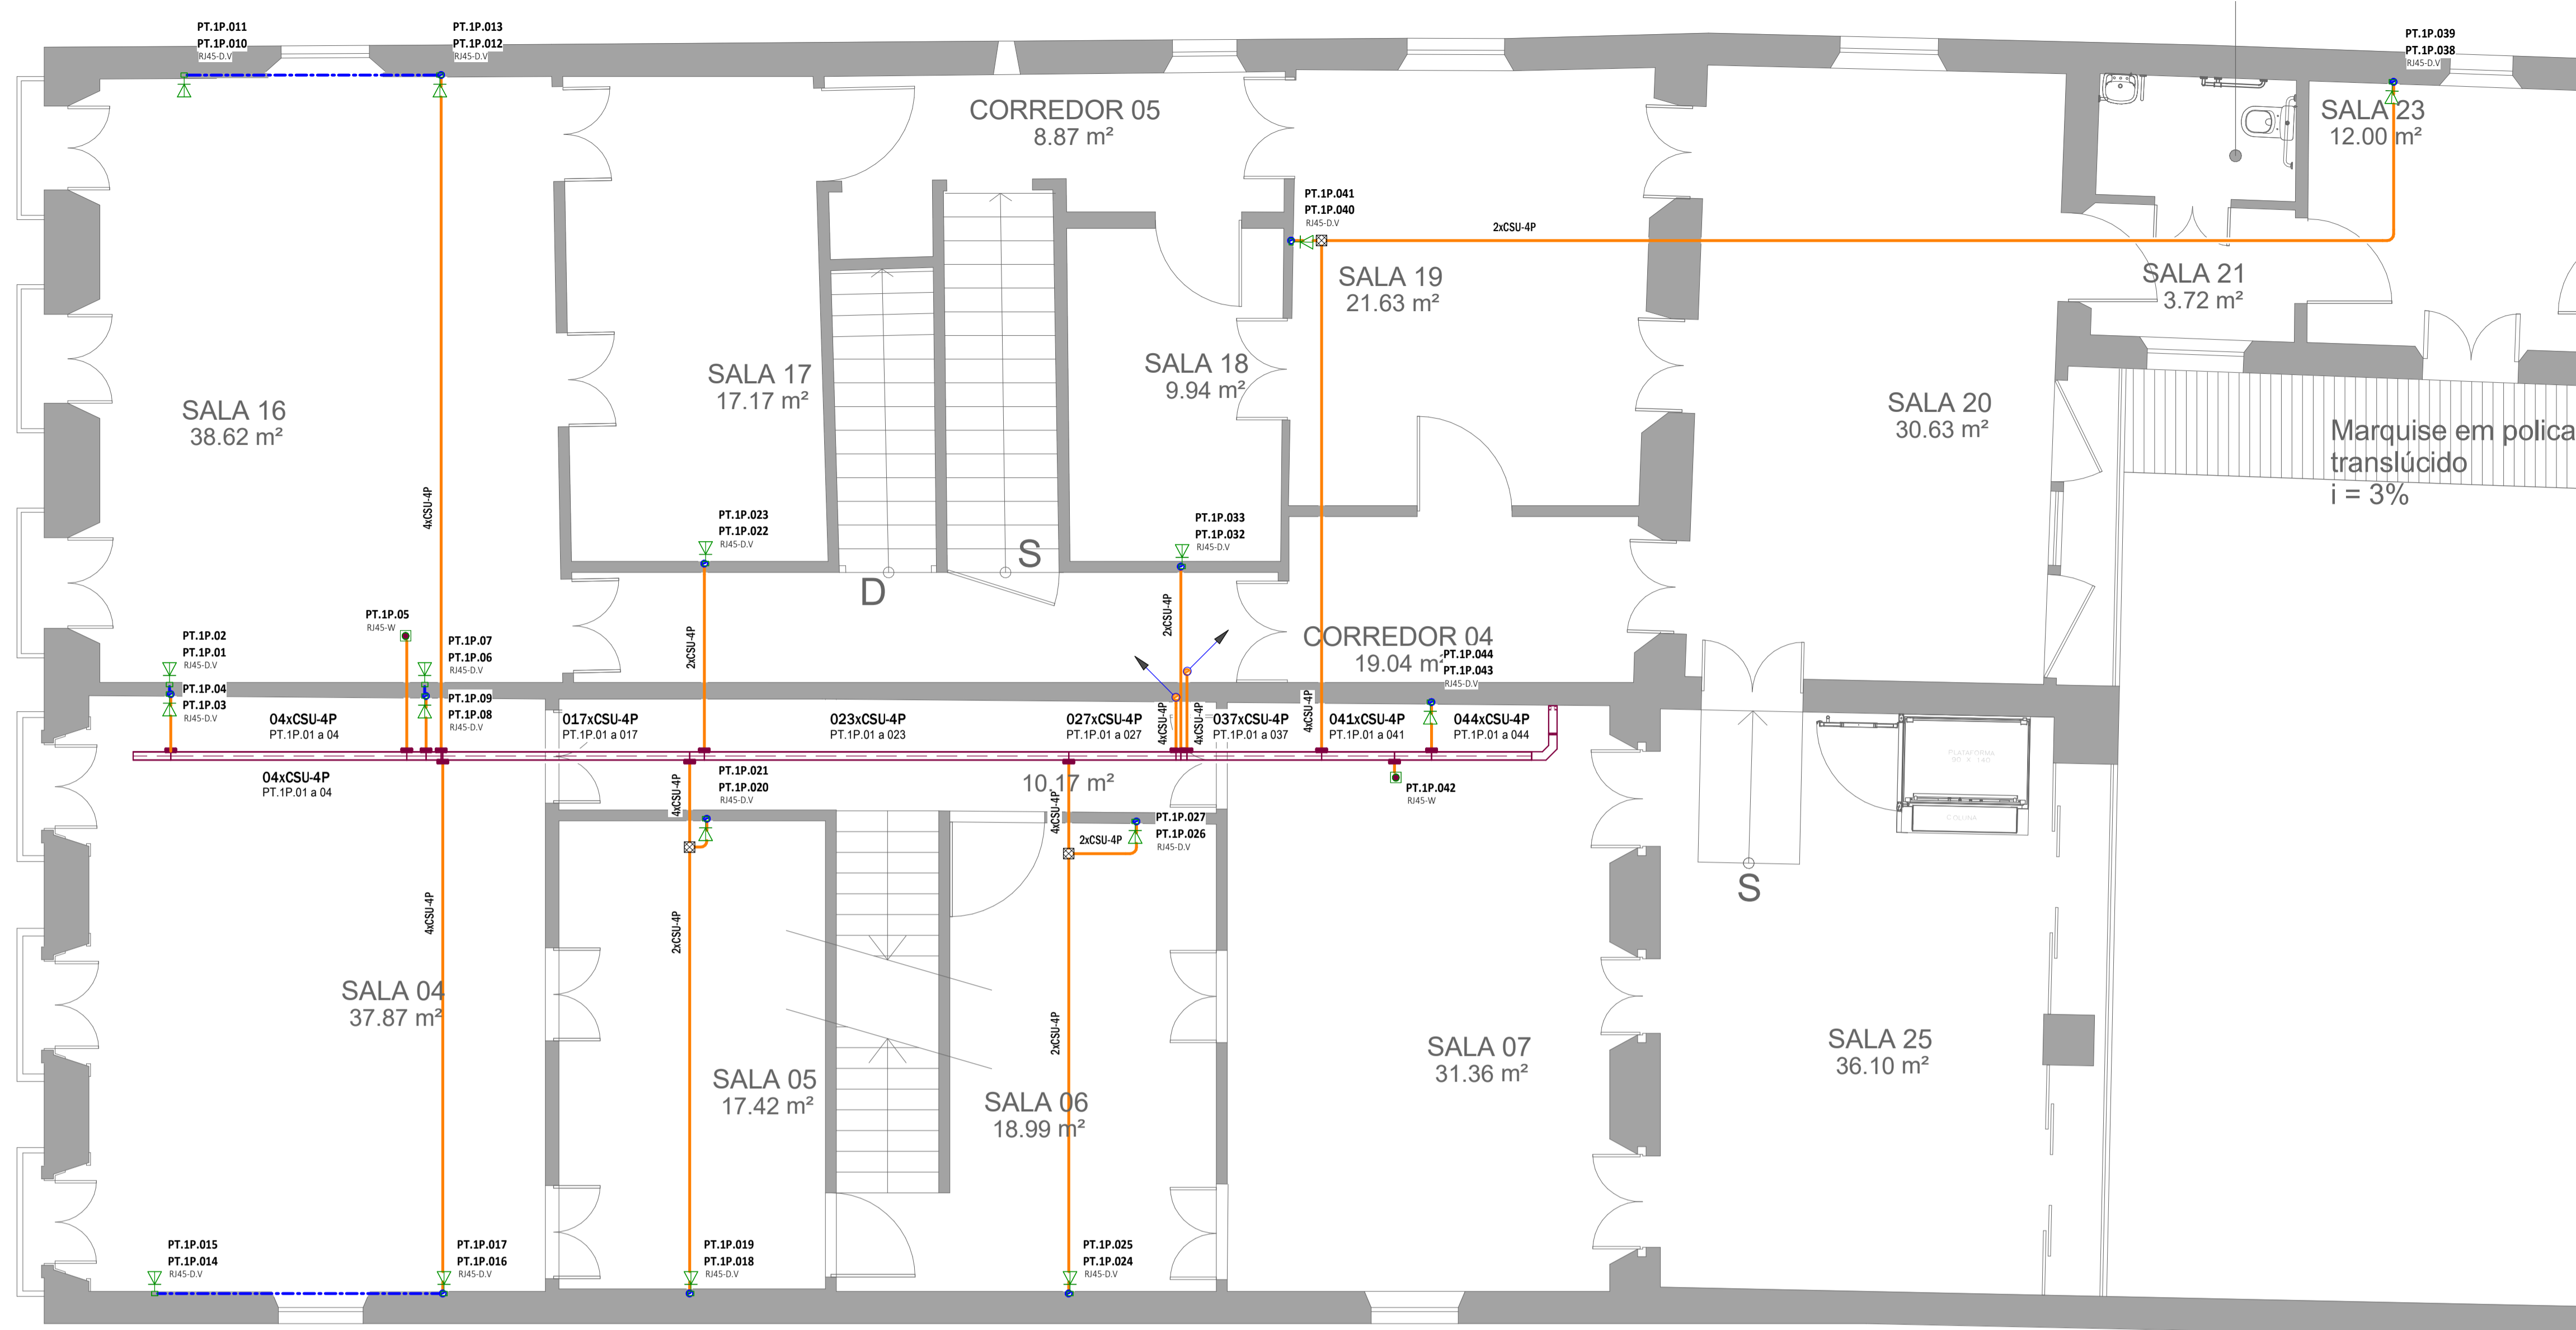 PT.1P.011
PT.1P.010
RJ45-D.V
PT.1P.013
PT.1P.012
RJ45-D.V
PT.1P.039
PT.1P.038
RJ45-D.V
CORREDOR 05
8.87 m²
SALA 23
12.00 m²
PT.1P.041
PT.1P.040
RJ45-D.V
2xCSU-4P
SALA 19
21.63 m²
SALA 21
3.72 m²
SALA 18
9.94 m²
SALA 17
17.17 m²
SALA 16
38.62 m²
SALA 20
30.63 m²
Marquise em polica
translúcido
i = 3%
4xCSU-4P
PT.1P.023
PT.1P.022
RJ45-D.V
PT.1P.033
PT.1P.032
RJ45-D.V
S
D
PT.1P.05
RJ45-W
PT.1P.02
PT.1P.01
RJ45-D.V
PT.1P.07
PT.1P.06
RJ45-D.V
2xCSU-4P
2xCSU-4P
CORREDOR 04
19.04 m²
PT.1P.044
PT.1P.043
RJ45-D.V
PT.1P.04
PT.1P.03
RJ45-D.V
PT.1P.09
PT.1P.08
RJ45-D.V
04xCSU-4P
PT.1P.01 a 04
017xCSU-4P
PT.1P.01 a 017
023xCSU-4P
PT.1P.01 a 023
027xCSU-4P
PT.1P.01 a 027
4xCSU-4P
4xCSU-4P
037xCSU-4P
PT.1P.01 a 037
4xCSU-4P
041xCSU-4P
PT.1P.01 a 041
044xCSU-4P
PT.1P.01 a 044
04xCSU-4P
PT.1P.01 a 04
4xCSU-4P
PT.1P.021
PT.1P.020
RJ45-D.V
10.17 m²
4xCSU-4P
PT.1P.042
RJ45-W
PLATAFORMA
90 X 140
COLUNA
2xCSU-4P
PT.1P.027
PT.1P.026
RJ45-D.V
S
4xCSU-4P
2xCSU-4P
SALA 04
37.87 m²
2xCSU-4P
SALA 05
17.42 m²
SALA 06
18.99 m²
SALA 07
31.36 m²
SALA 25
36.10 m²
PT.1P.015
PT.1P.014
RJ45-D.V
PT.1P.017
PT.1P.016
RJ45-D.V
PT.1P.019
PT.1P.018
RJ45-D.V
PT.1P.025
PT.1P.024
RJ45-D.V